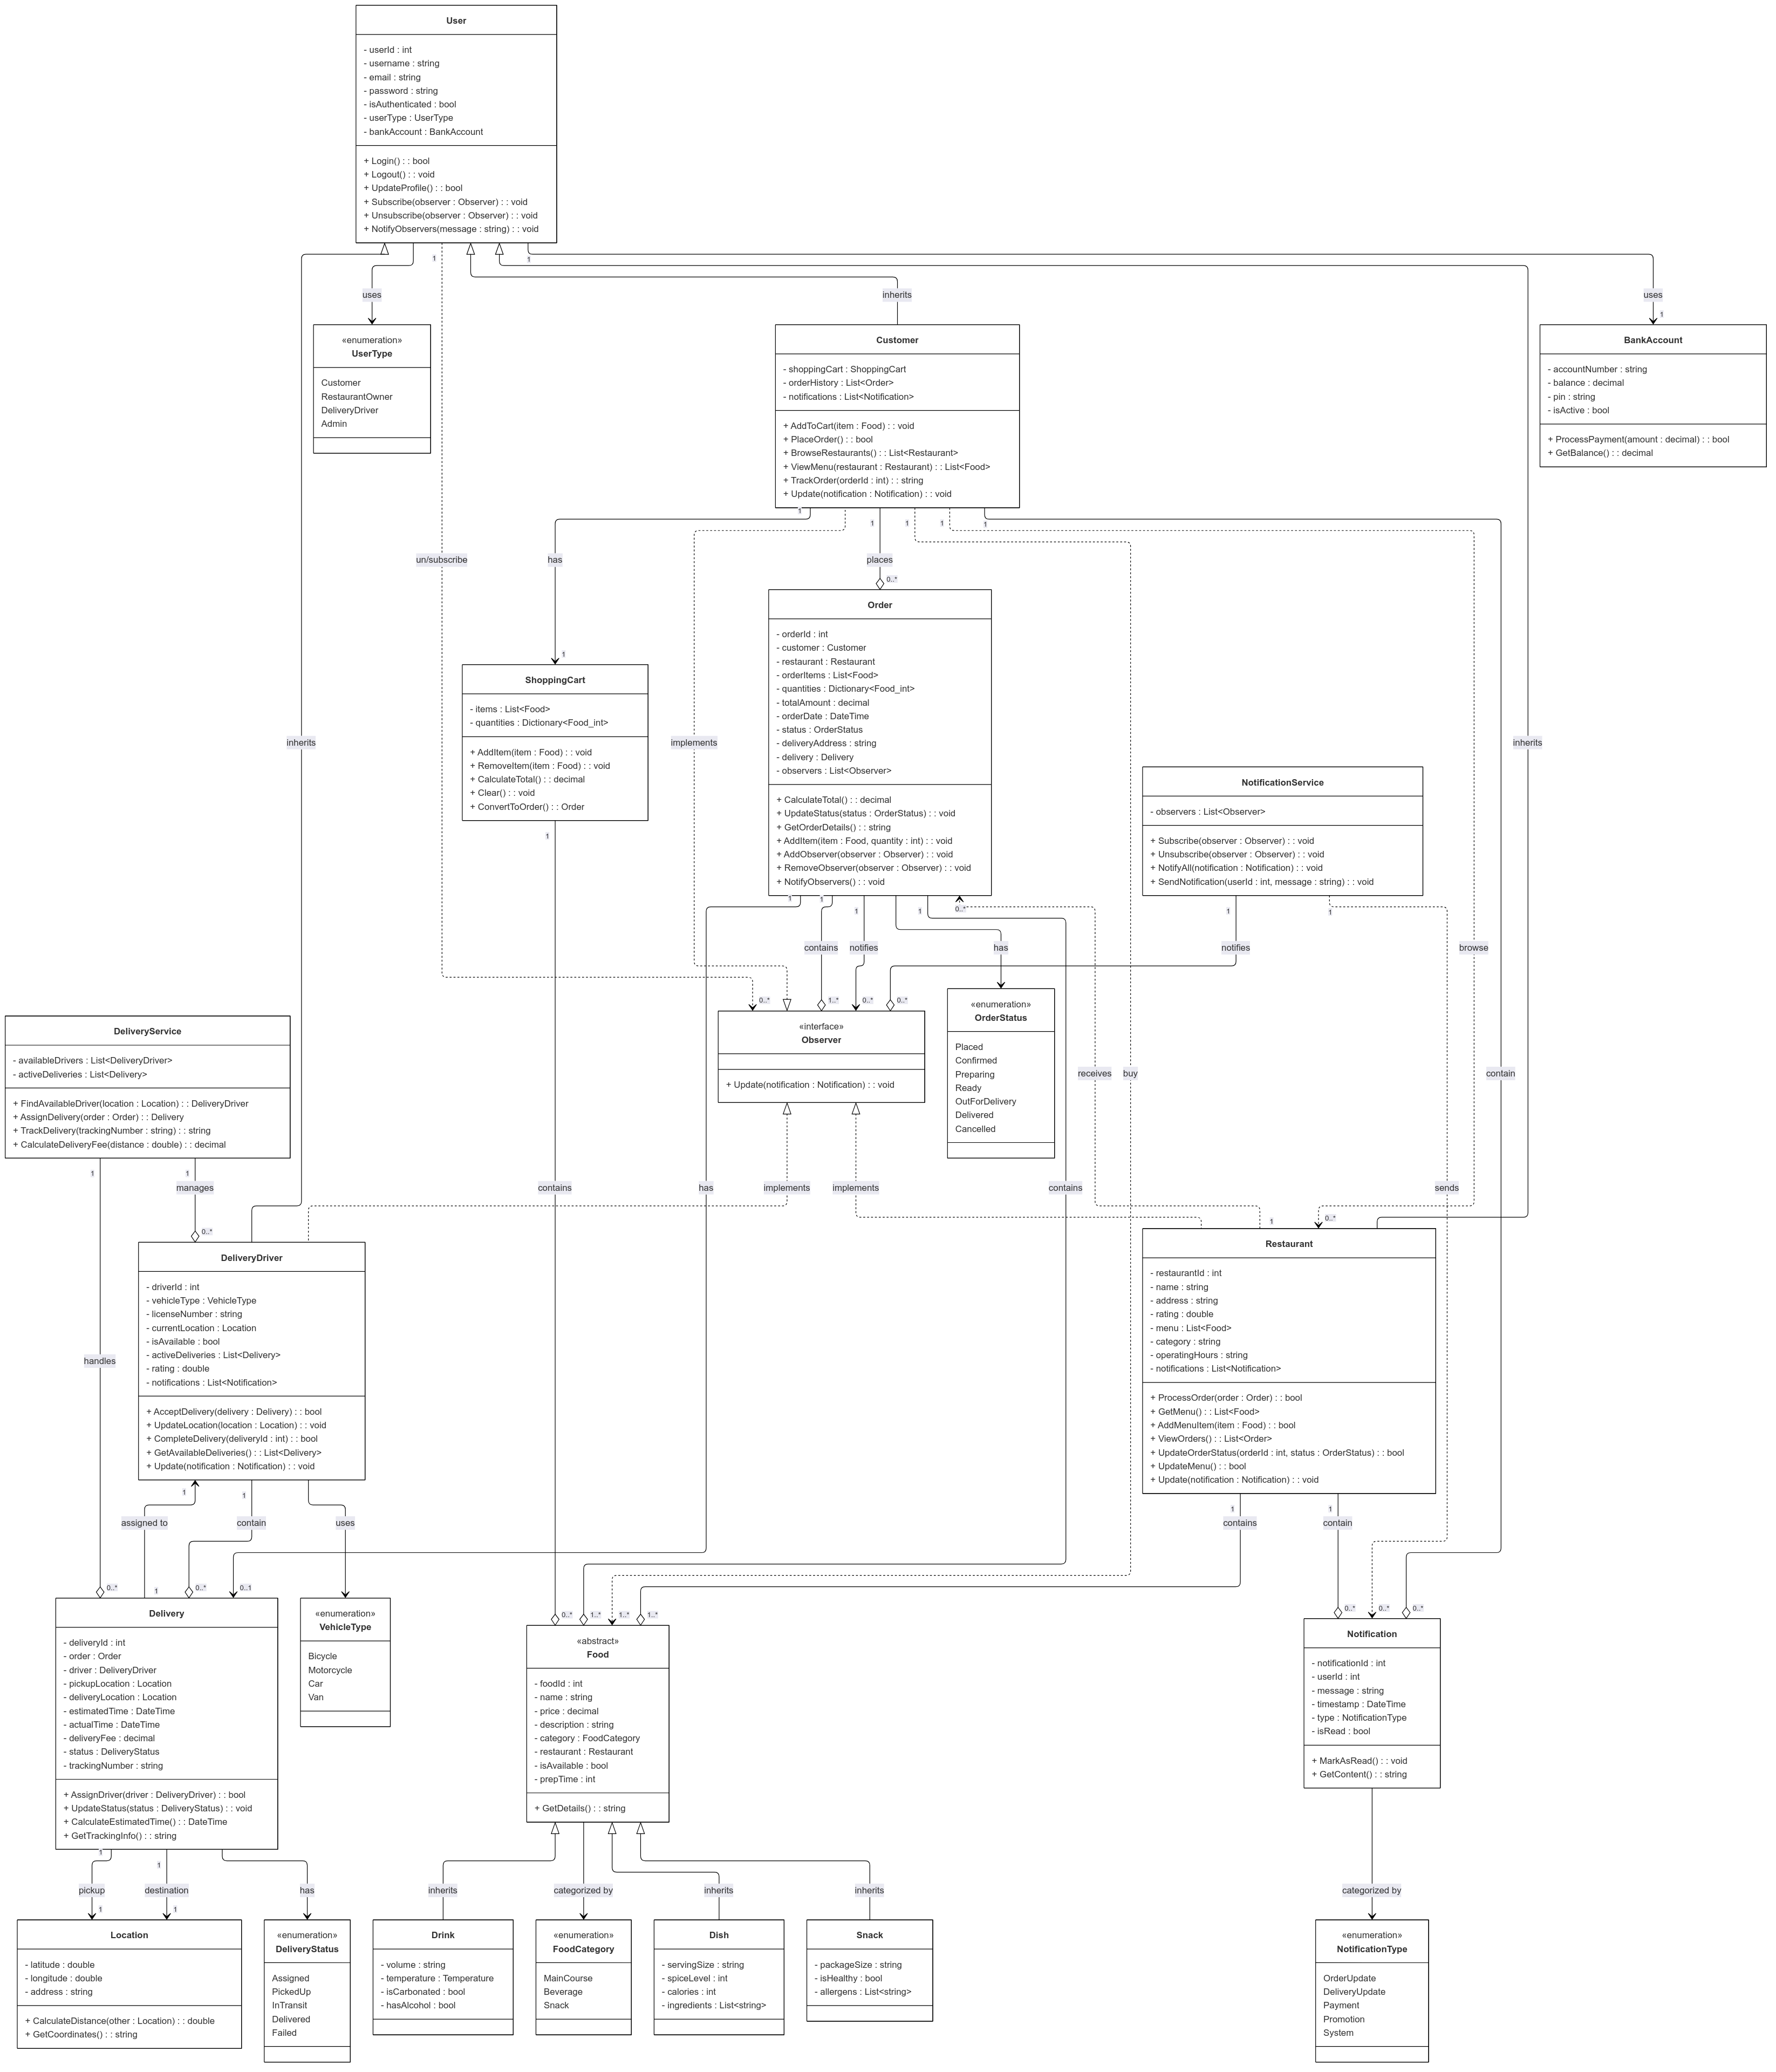 User
- userId : int
- username : string
- email : string
- password : string
- isAuthenticated : bool
- userType : UserType
- bankAccount : BankAccount
+ Login() : : bool
+ Logout() : : void
+ UpdateProfile() : : bool
+ Subscribe(observer : Observer) : : void
+ Unsubscribe(observer : Observer) : : void
+ NotifyObservers(message : string) : : void
1
1
uses
inherits
uses
1
«enumeration»
UserType
Customer
RestaurantOwner
DeliveryDriver
Admin
Customer
- shoppingCart : ShoppingCart
- orderHistory : List<Order>
- notifications : List<Notification>
+ AddToCart(item : Food) : : void
+ PlaceOrder() : : bool
+ BrowseRestaurants() : : List<Restaurant>
+ ViewMenu(restaurant : Restaurant) : : List<Food>
+ TrackOrder(orderId : int) : : string
+ Update(notification : Notification) : : void
BankAccount
- accountNumber : string
- balance : decimal
- pin : string
- isActive : bool
+ ProcessPayment(amount : decimal) : : bool
+ GetBalance() : : decimal
1
1
1
1
1
un/subscribe
has
places
0..*
1
inherits
implements
inherits
ShoppingCart
- items : List<Food>
- quantities : Dictionary<Food_int>
+ AddItem(item : Food) : : void
+ RemoveItem(item : Food) : : void
+ CalculateTotal() : : decimal
+ Clear() : : void
+ ConvertToOrder() : : Order
1
Order
- orderId : int
- customer : Customer
- restaurant : Restaurant
- orderItems : List<Food>
- quantities : Dictionary<Food_int>
- totalAmount : decimal
- orderDate : DateTime
- status : OrderStatus
- deliveryAddress : string
- delivery : Delivery
- observers : List<Observer>
+ CalculateTotal() : : decimal
+ UpdateStatus(status : OrderStatus) : : void
+ GetOrderDetails() : : string
+ AddItem(item : Food, quantity : int) : : void
+ AddObserver(observer : Observer) : : void
+ RemoveObserver(observer : Observer) : : void
+ NotifyObservers() : : void
NotificationService
- observers : List<Observer>
+ Subscribe(observer : Observer) : : void
+ Unsubscribe(observer : Observer) : : void
+ NotifyAll(notification : Notification) : : void
+ SendNotification(userId : int, message : string) : : void
1
1
1
1
0..*
1
1
contains
notifies
has
notifies
browse
0..*
1..*
0..*
0..*
«interface»
Observer
+ Update(notification : Notification) : : void
«enumeration»
OrderStatus
Placed
Confirmed
Preparing
Ready
OutForDelivery
Delivered
Cancelled
receives
buy
contain
DeliveryService
- availableDrivers : List<DeliveryDriver>
- activeDeliveries : List<Delivery>
+ FindAvailableDriver(location : Location) : : DeliveryDriver
+ AssignDelivery(order : Order) : : Delivery
+ TrackDelivery(trackingNumber : string) : : string
+ CalculateDeliveryFee(distance : double) : : decimal
1
1
manages
contains
has
implements
implements
contains
sends
0..*
1
0..*
handles
DeliveryDriver
- driverId : int
- vehicleType : VehicleType
- licenseNumber : string
- currentLocation : Location
- isAvailable : bool
- activeDeliveries : List<Delivery>
- rating : double
- notifications : List<Notification>
+ AcceptDelivery(delivery : Delivery) : : bool
+ UpdateLocation(location : Location) : : void
+ CompleteDelivery(deliveryId : int) : : bool
+ GetAvailableDeliveries() : : List<Delivery>
+ Update(notification : Notification) : : void
Restaurant
- restaurantId : int
- name : string
- address : string
- rating : double
- menu : List<Food>
- category : string
- operatingHours : string
- notifications : List<Notification>
+ ProcessOrder(order : Order) : : bool
+ GetMenu() : : List<Food>
+ AddMenuItem(item : Food) : : bool
+ ViewOrders() : : List<Order>
+ UpdateOrderStatus(orderId : int, status : OrderStatus) : : bool
+ UpdateMenu() : : bool
+ Update(notification : Notification) : : void
1
1
1
1
assigned to
contain
uses
contains
contain
0..*
1
0..*
0..1
0..*
1..*
1..*
1..*
0..*
0..*
0..*
Delivery
- deliveryId : int
- order : Order
- driver : DeliveryDriver
- pickupLocation : Location
- deliveryLocation : Location
- estimatedTime : DateTime
- actualTime : DateTime
- deliveryFee : decimal
- status : DeliveryStatus
- trackingNumber : string
+ AssignDriver(driver : DeliveryDriver) : : bool
+ UpdateStatus(status : DeliveryStatus) : : void
+ CalculateEstimatedTime() : : DateTime
+ GetTrackingInfo() : : string
«enumeration»
VehicleType
Bicycle
Motorcycle
Car
Van
«abstract»
Food
- foodId : int
- name : string
- price : decimal
- description : string
- category : FoodCategory
- restaurant : Restaurant
- isAvailable : bool
- prepTime : int
+ GetDetails() : : string
Notification
- notificationId : int
- userId : int
- message : string
- timestamp : DateTime
- type : NotificationType
- isRead : bool
+ MarkAsRead() : : void
+ GetContent() : : string
1
1
pickup
destination
has
inherits
categorized by
inherits
inherits
categorized by
1
1
Location
- latitude : double
- longitude : double
- address : string
+ CalculateDistance(other : Location) : : double
+ GetCoordinates() : : string
«enumeration»
DeliveryStatus
Assigned
PickedUp
InTransit
Delivered
Failed
Drink
- volume : string
- temperature : Temperature
- isCarbonated : bool
- hasAlcohol : bool
«enumeration»
FoodCategory
MainCourse
Beverage
Snack
Dish
- servingSize : string
- spiceLevel : int
- calories : int
- ingredients : List<string>
Snack
- packageSize : string
- isHealthy : bool
- allergens : List<string>
«enumeration»
NotificationType
OrderUpdate
DeliveryUpdate
Payment
Promotion
System